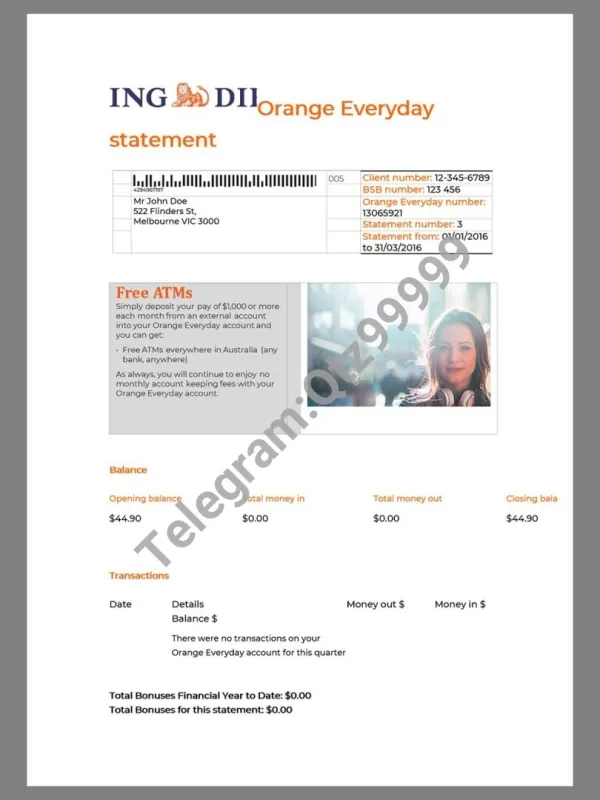 ING DII
Orange Everyday
statement
4294967197
005
Mr John Doe
522 Flinders St,
Melbourne VIC 3000
Client number: 12-345-6789
BSB number: 123 456
Orange Everyday number:
13065921
Statement number: 3
Statement from: 01/01/2016
to 31/03/2016
Free ATMs
Simply deposit your pay of $1,000 or more
each month from an external account
into your Orange Everyday account and
you can get:
• Free ATMs everywhere in Australia (any
bank, anywhere)
As always, you will continue to enjoy no
monthly account keeping fees with your
Orange Everyday account.
Telegram:Qtz99999
Balance
Opening balance Total money in Total money out Closing bala
$44.90 $0.00 $0.00 $44.90
Transactions
Date Details Money out $ Money in $
Balance $
There were no transactions on your
Orange Everyday account for this quarter
Total Bonuses Financial Year to Date: $0.00
Total Bonuses for this statement: $0.00